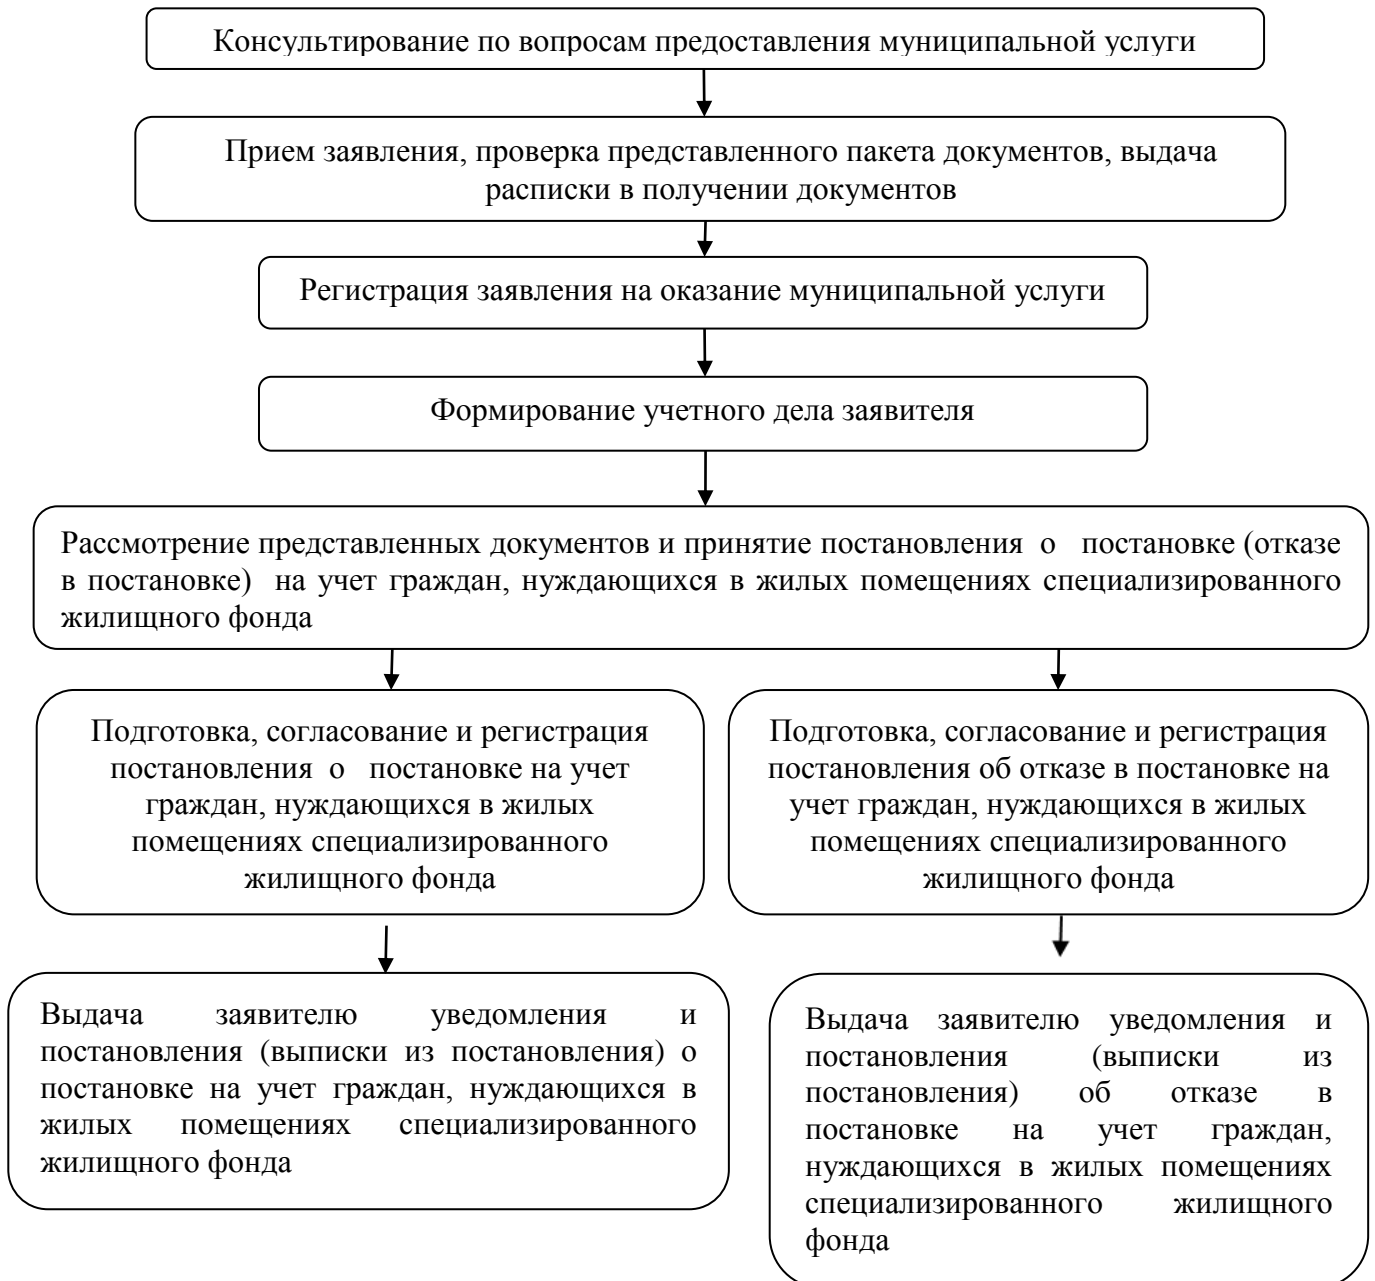 Консультирование по вопросам предоставления муниципальной услуги
Прием заявления, проверка представленного пакета документов, выдача
расписки в получении документов
Регистрация заявления на оказание муниципальной услуги
Формирование учетного дела заявителя
Рассмотрение представленных документов и принятие постановления о постановке (отказе
в постановке) на учет граждан, нуждающихся в жилых помещениях специализированного
жилищного фонда
Подготовка, согласование и регистрация
постановления о постановке на учет
граждан, нуждающихся в жилых
помещениях специализированного
жилищного фонда
Подготовка, согласование и регистрация
постановления об отказе в постановке на
учет граждан, нуждающихся в жилых
помещениях специализированного
жилищного фонда
Выдача заявителю уведомления и
постановления (выписки из постановления) о
постановке на учет граждан, нуждающихся в
жилых помещениях специализированного
жилищного фонда
Выдача заявителю уведомления и
постановления (выписки из
постановления) об отказе в
постановке на учет граждан,
нуждающихся в жилых помещениях
специализированного жилищного
фонда